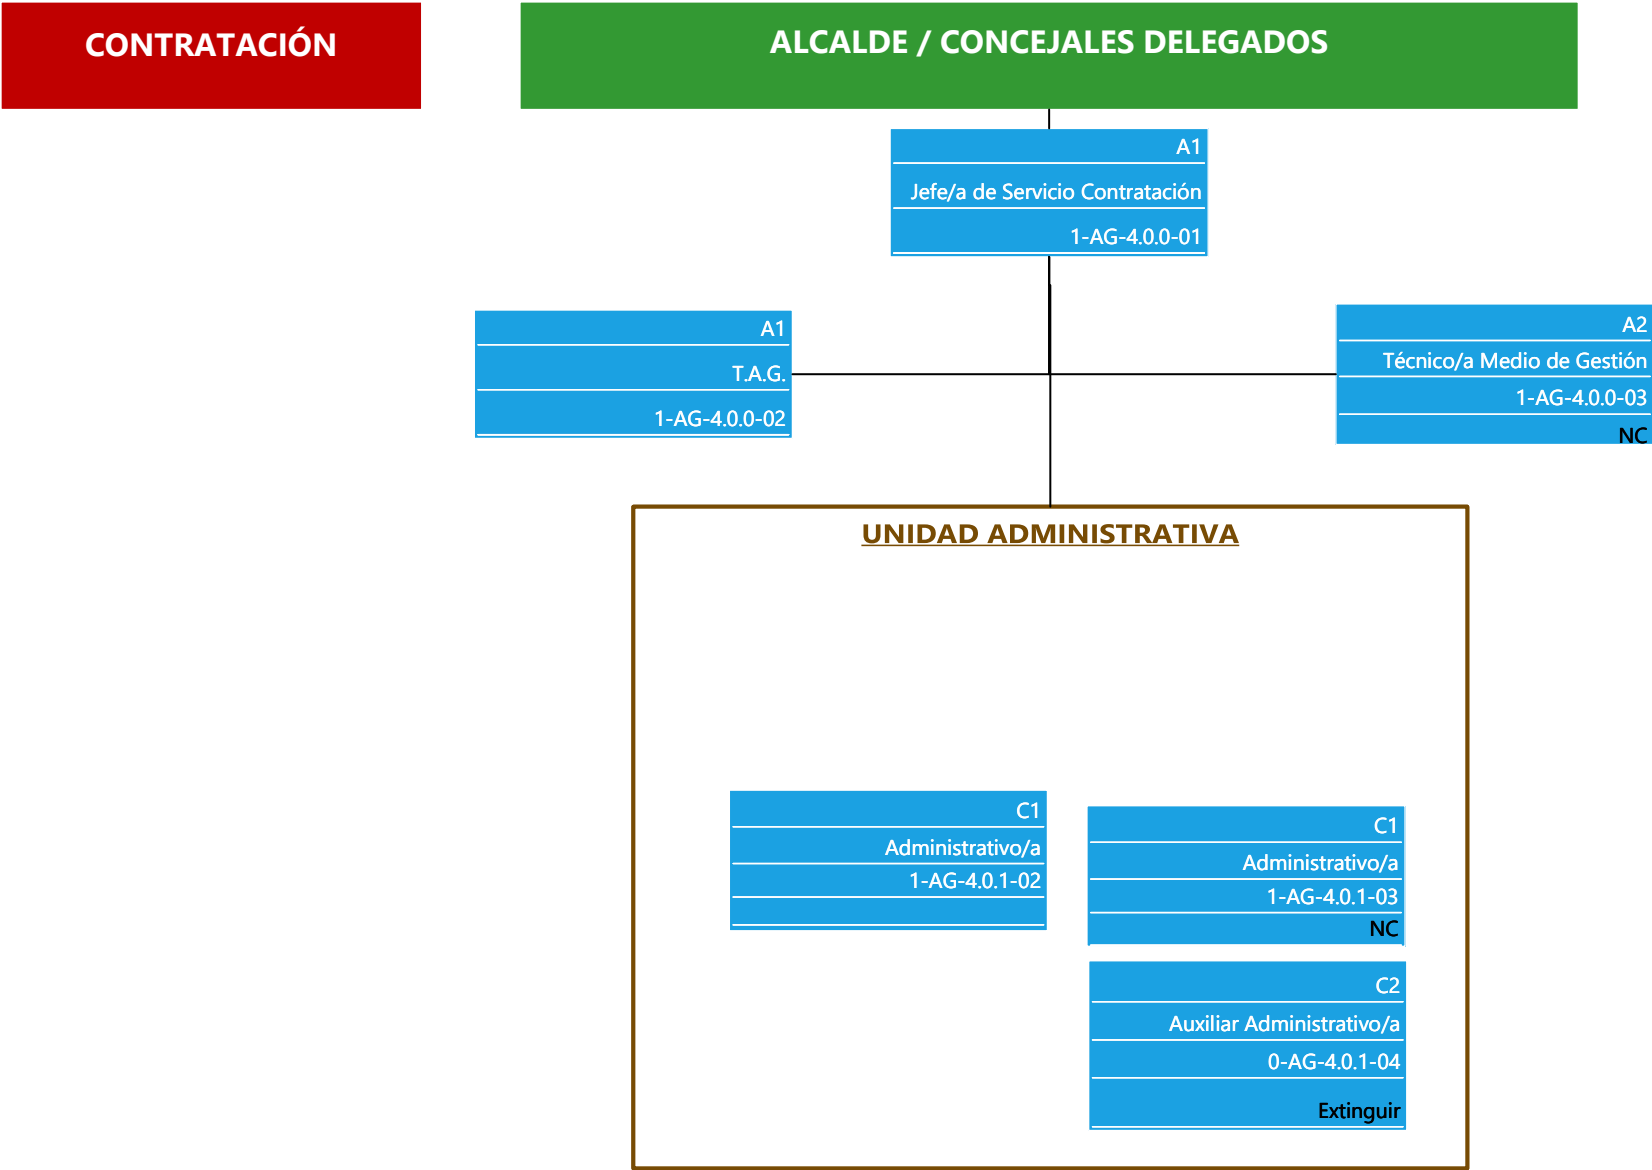 CONTRATACIÓN
ALCALDE / CONCEJALES DELEGADOS
A1
Jefe/a de Servicio Contratación
1-AG-4.0.0-01
A1
T.A.G.
1-AG-4.0.0-02
A2
Técnico/a Medio de Gestión
1-AG-4.0.0-03
NC
UNIDAD ADMINISTRATIVA
C1
Administrativo/a
1-AG-4.0.1-02
C1
Administrativo/a
1-AG-4.0.1-03
NC
C2
Auxiliar Administrativo/a
0-AG-4.0.1-04
Extinguir